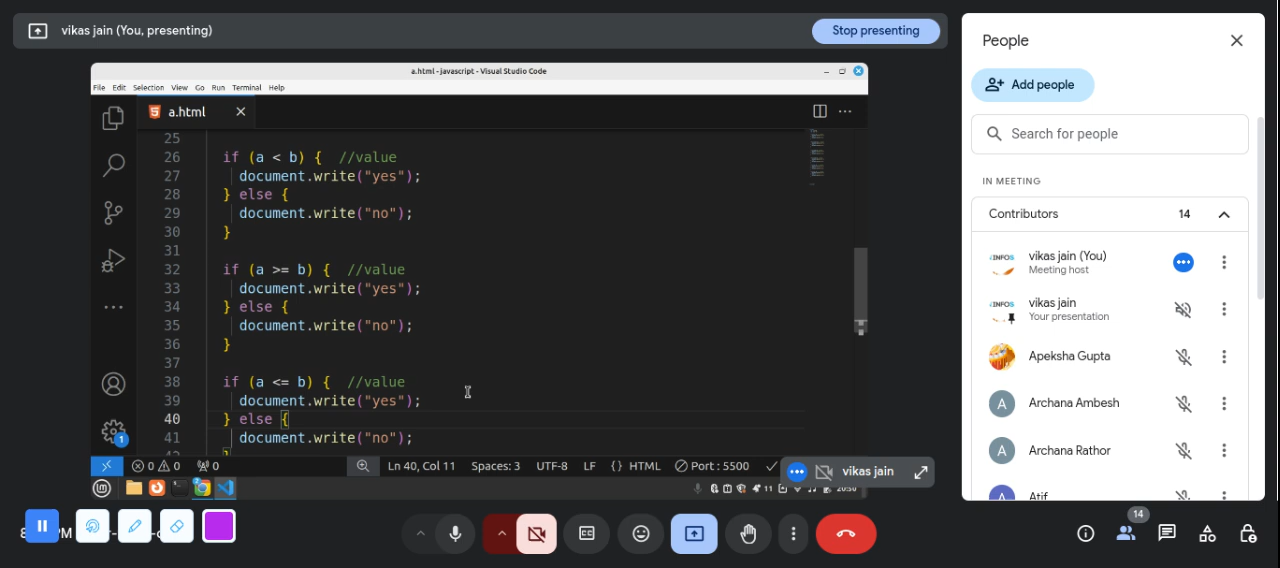 vikas jain (You, presenting)
Stop presenting
a.html - javascript - Visual Studio Code
File Edit Selection View Go Run Terminal Help
a.html
25
26 if (a < b) { //value
27 document.write("yes");
28 } else {
29 document.write("no");
30 }
31
32 if (a >= b) { //value
33 document.write("yes");
34 } else {
35 document.write("no");
36 }
37
38 if (a <= b) { //value
39 document.write("yes");
40 } else {
41 document.write("no");
1
0 0 0
Ln 40, Col 11 Spaces: 3 UTF-8 LF {} HTML Port : 5500
vikas jain
11
People
Add people
Search for people
IN MEETING
Contributors 14
vikas jain (You)
Meeting host
vikas jain
Your presentation
Apeksha Gupta
A Archana Ambesh
A Archana Rathor
A Atif
14